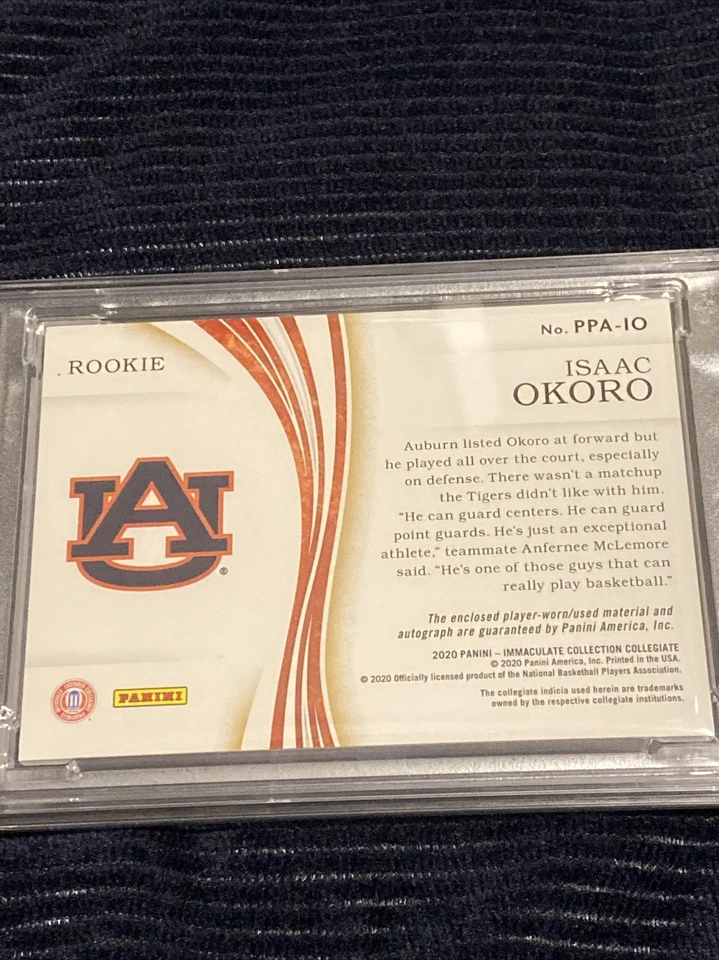 No. PPA-IO
ROOKIE
ISAAC
OKORO
Auburn listed Okoro at forward but
he played all over the court, especially
on defense. There wasn't a matchup
the Tigers didn't like with him.
"He can guard centers. He can guard
point guards. He's just an exceptional
athlete," teammate Anfernee McLemore
said. "He's one of those guys that can
really play basketball."
The enclosed player-worn/used material and
autograph are guaranteed by Panini America, Inc.
2020 PANINI – IMMACULATE COLLECTION COLLEGIATE
© 2020 Panini America, Inc. Printed in the USA.
© 2020 Officially licensed product of the National Basketball Players Association.
The collegiate indicia used herein are trademarks
owned by the respective collegiate institutions.
AU
®
PANINI